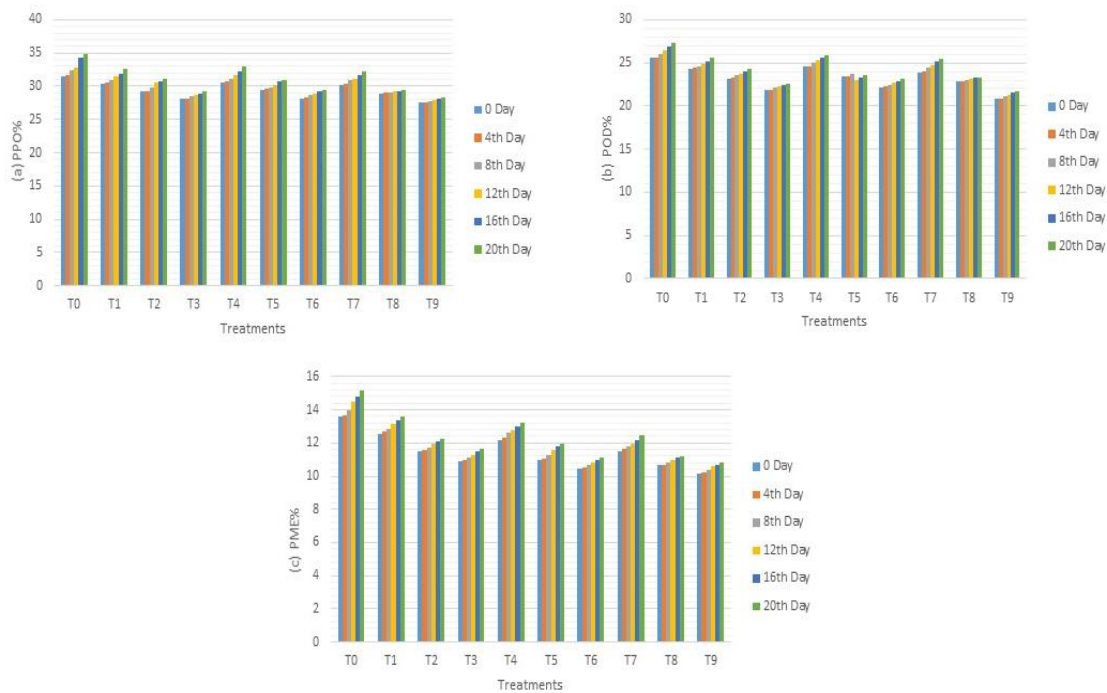 (a) PPO%
40
35
30
25
20
15
10
5
0
T0 T1 T2 T3 T4 T5 T6 T7 T8 T9
Treatments
0 Day
4th Day
8th Day
12th Day
16th Day
20th Day
(b) POD%
30
25
20
15
10
5
0
T0 T1 T2 T3 T4 T5 T6 T7 T8 T9
Treatments
0 Day
4th Day
8th Day
12th Day
16th Day
20th Day
(c) PME%
16
14
12
10
8
6
4
2
0
T0 T1 T2 T3 T4 T5 T6 T7 T8 T9
Treatments
0 Day
4th Day
8th Day
12th Day
16th Day
20th Day